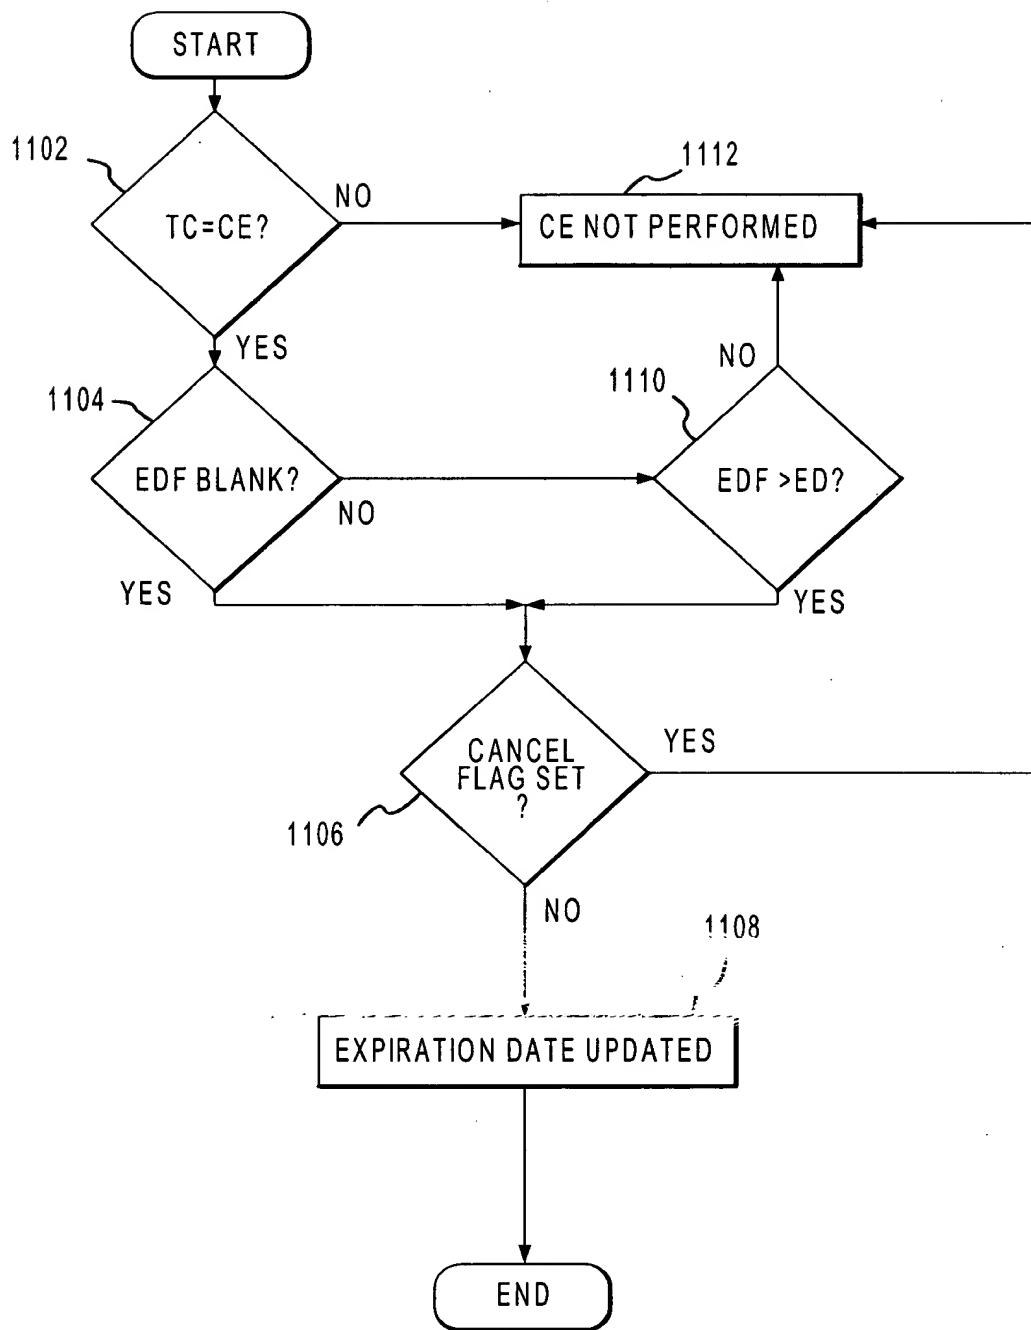 START
1102
TC=CE?
NO
1112
CE NOT PERFORMED
YES
1104
EDF BLANK?
NO
YES
1110
EDF >ED?
NO
YES
CANCEL
FLAG SET
?
1106
YES
NO
1108
EXPIRATION DATE UPDATED
END